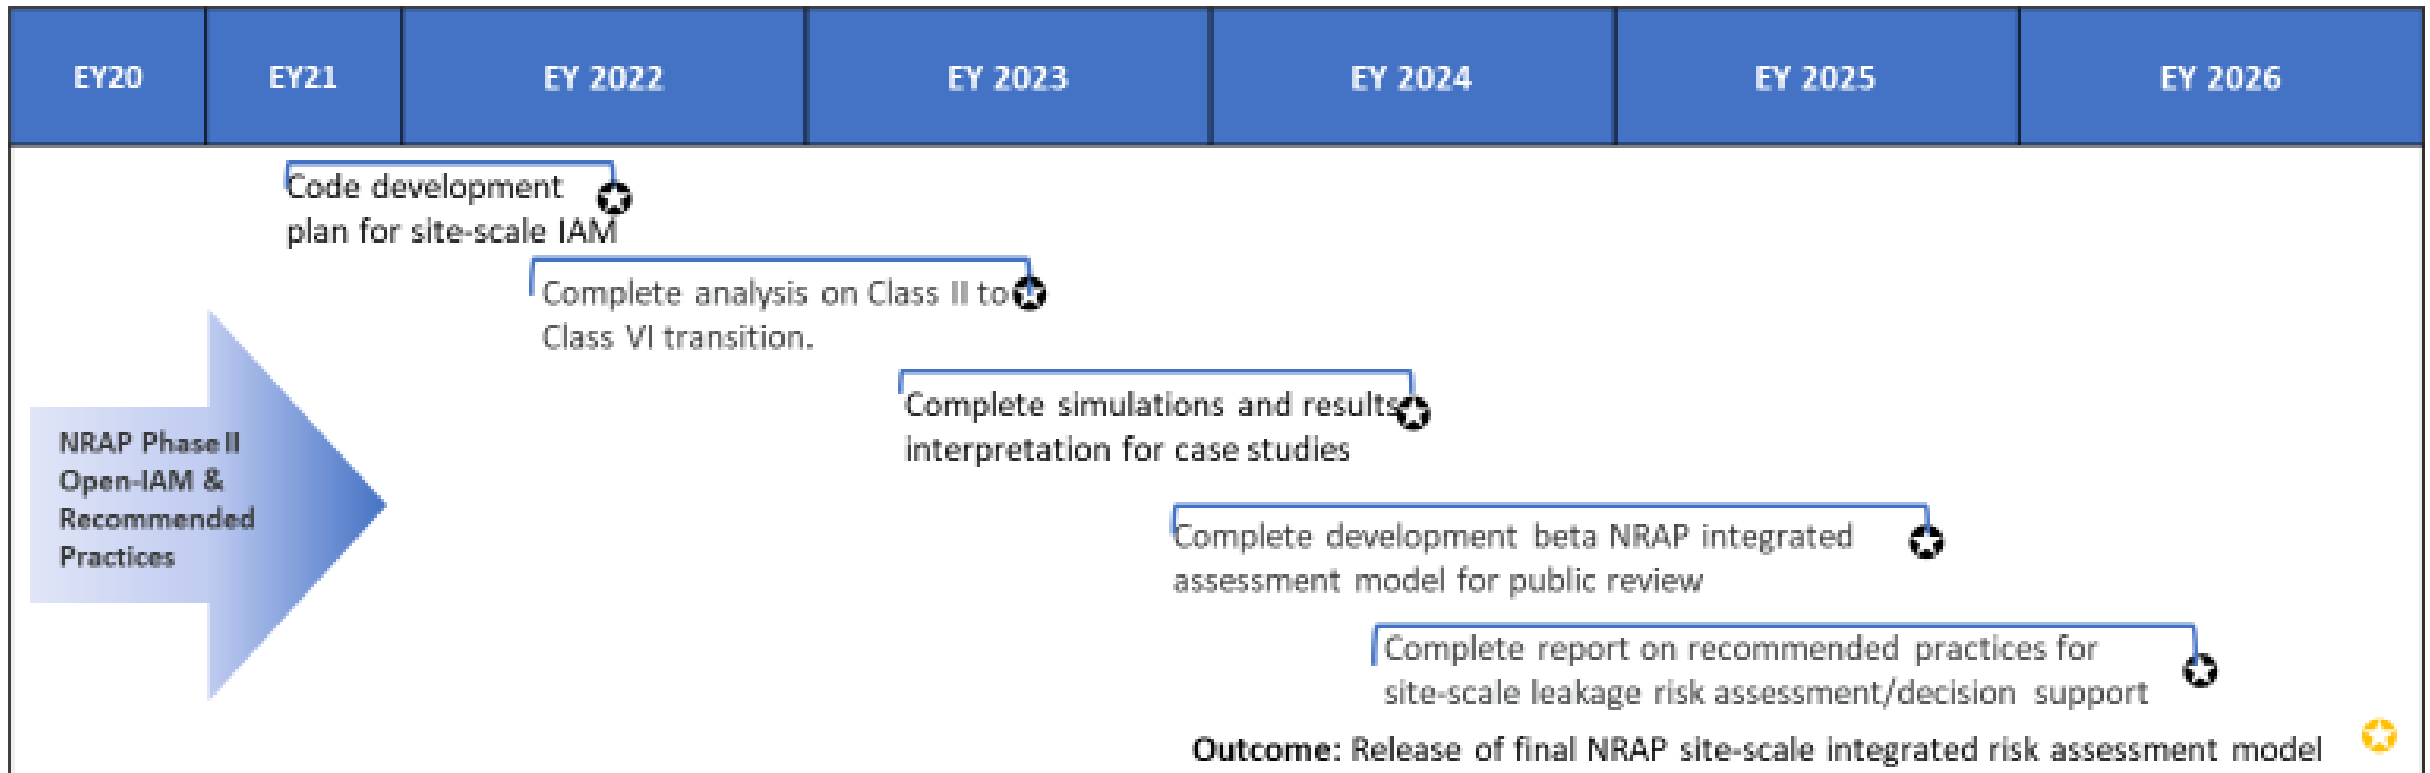 EY20 EY21 EY 2022 EY 2023 EY 2024 EY 2025 EY 2026
Code development
plan for site-scale IAM
Complete analysis on Class II to
Class VI transition.
Complete simulations and results
interpretation for case studies
NRAP Phase II
Open-IAM &
Recommended
Practices
Complete development beta NRAP integrated
assessment model for public review
Complete report on recommended practices for
site-scale leakage risk assessment/decision support
Outcome: Release of final NRAP site-scale integrated risk assessment model